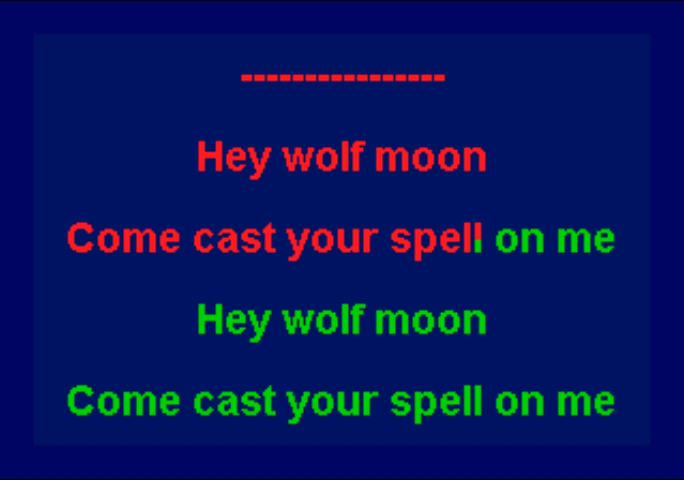 ----------------
Hey wolf moon
Come cast your spell on me
Hey wolf moon
Come cast your spell on me